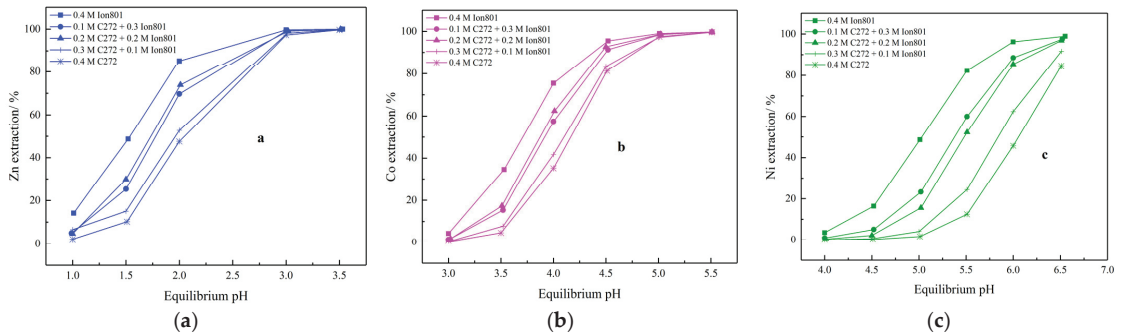 0.4 M Ion801
0.1 M C272 + 0.3 Ion801
0.2 M C272 + 0.2 M Ion801
0.3 M C272 + 0.1 M Ion801
0.4 M C272
Zn extraction/ %
100
80
60
40
20
0
a
1.0 1.5 2.0 2.5 3.0 3.5
Equilibrium pH
(a)
0.4 M Ion801
0.1 M C272 + 0.3 M Ion801
0.2 M C272 + 0.2 M Ion801
0.3 M C272 + 0.1 M Ion801
0.4 M C272
Co extraction/ %
100
80
60
40
20
0
b
3.0 3.5 4.0 4.5 5.0 5.5
Equilibrium pH
(b)
0.4 M Ion801
0.1 M C272 + 0.3 M Ion801
0.2 M C272 + 0.2 M Ion801
0.3 M C272 + 0.1 M Ion801
0.4 M C272
Ni extraction/ %
100
80
60
40
20
0
c
4.0 4.5 5.0 5.5 6.0 6.5 7.0
Equilibrium pH
(c)